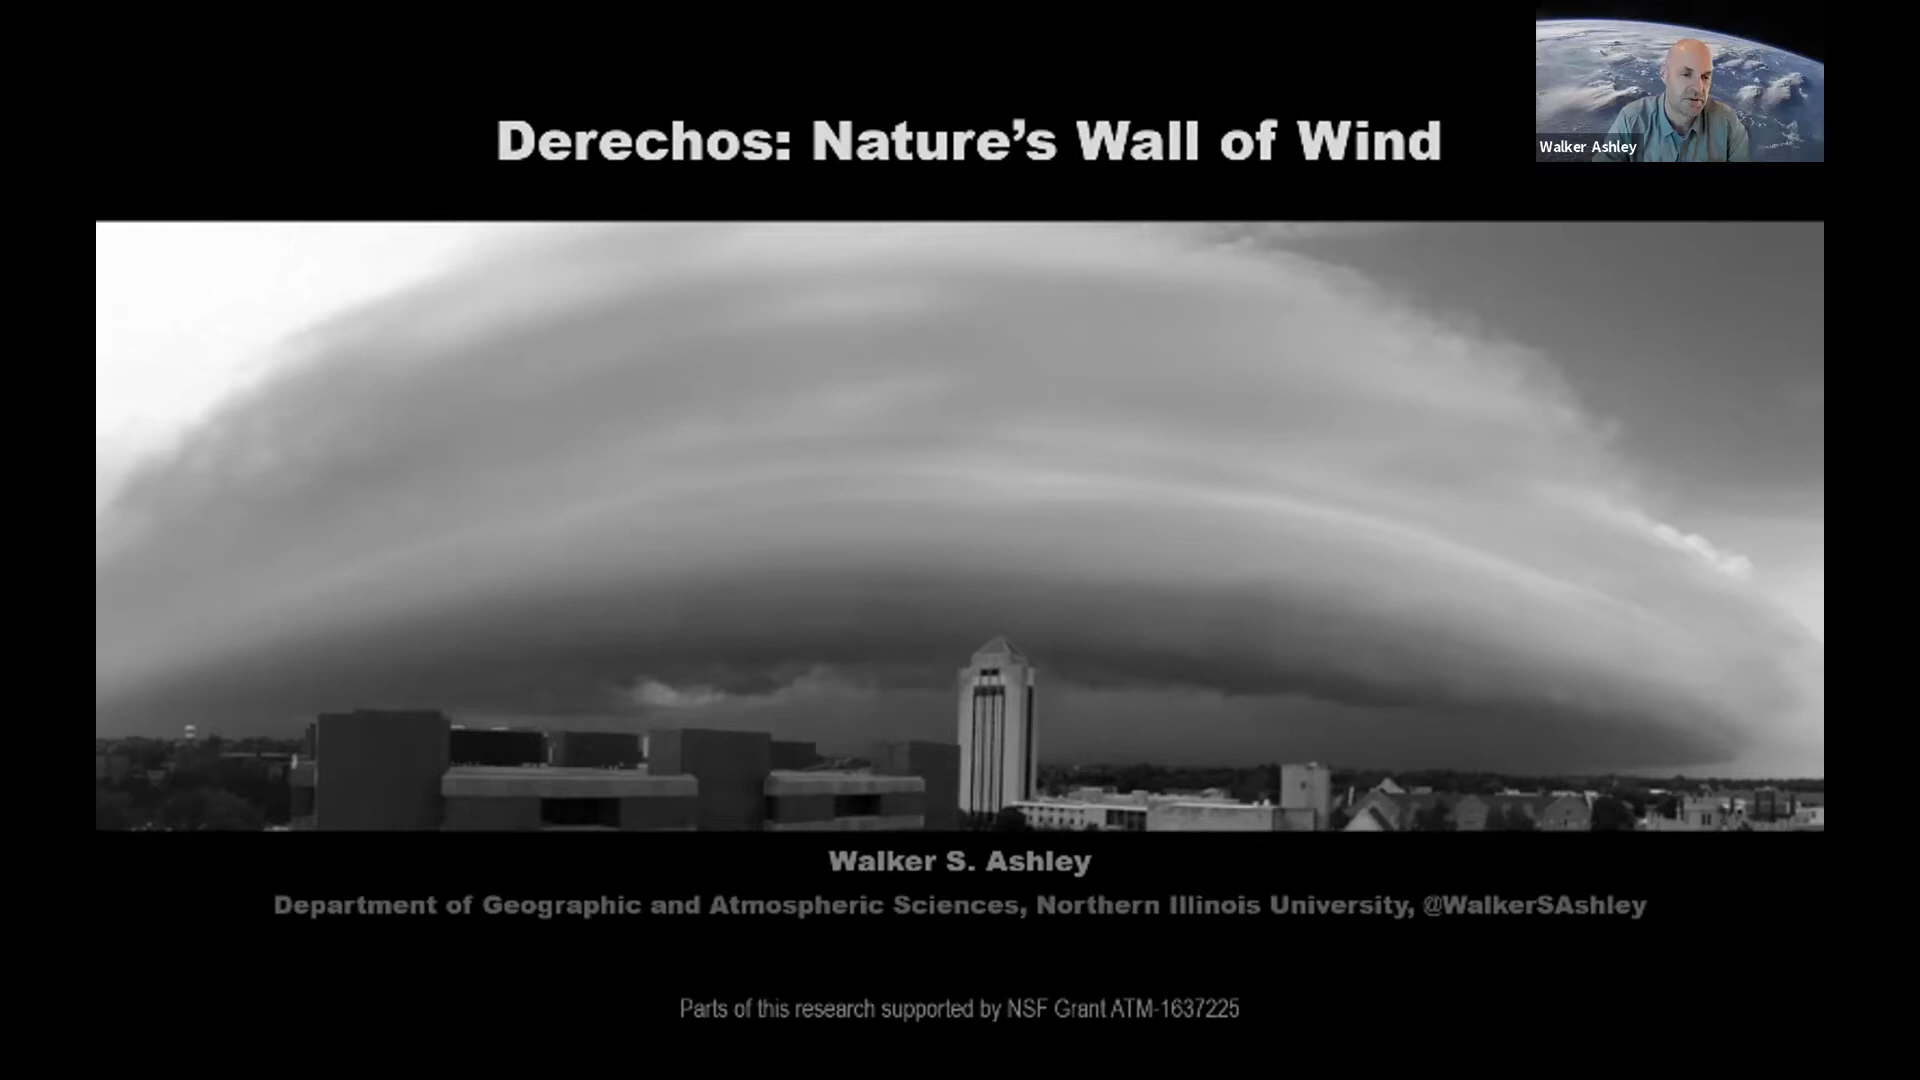 Derechos: Nature’s Wall of Wind
Walker Ashley
Walker S. Ashley
Department of Geographic and Atmospheric Sciences, Northern Illinois University, @WalkerSAshley
Parts of this research supported by NSF Grant ATM-1637225